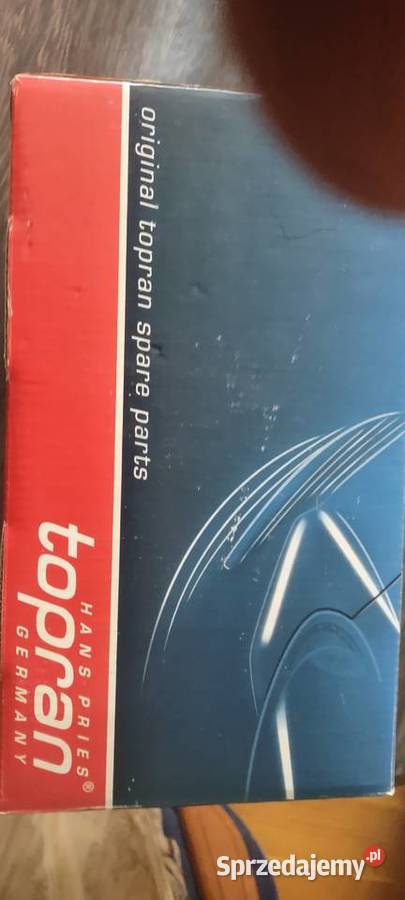 original topran spare parts
HANS PRIES®
topran
GERMANY
Sprzedajemy.pl